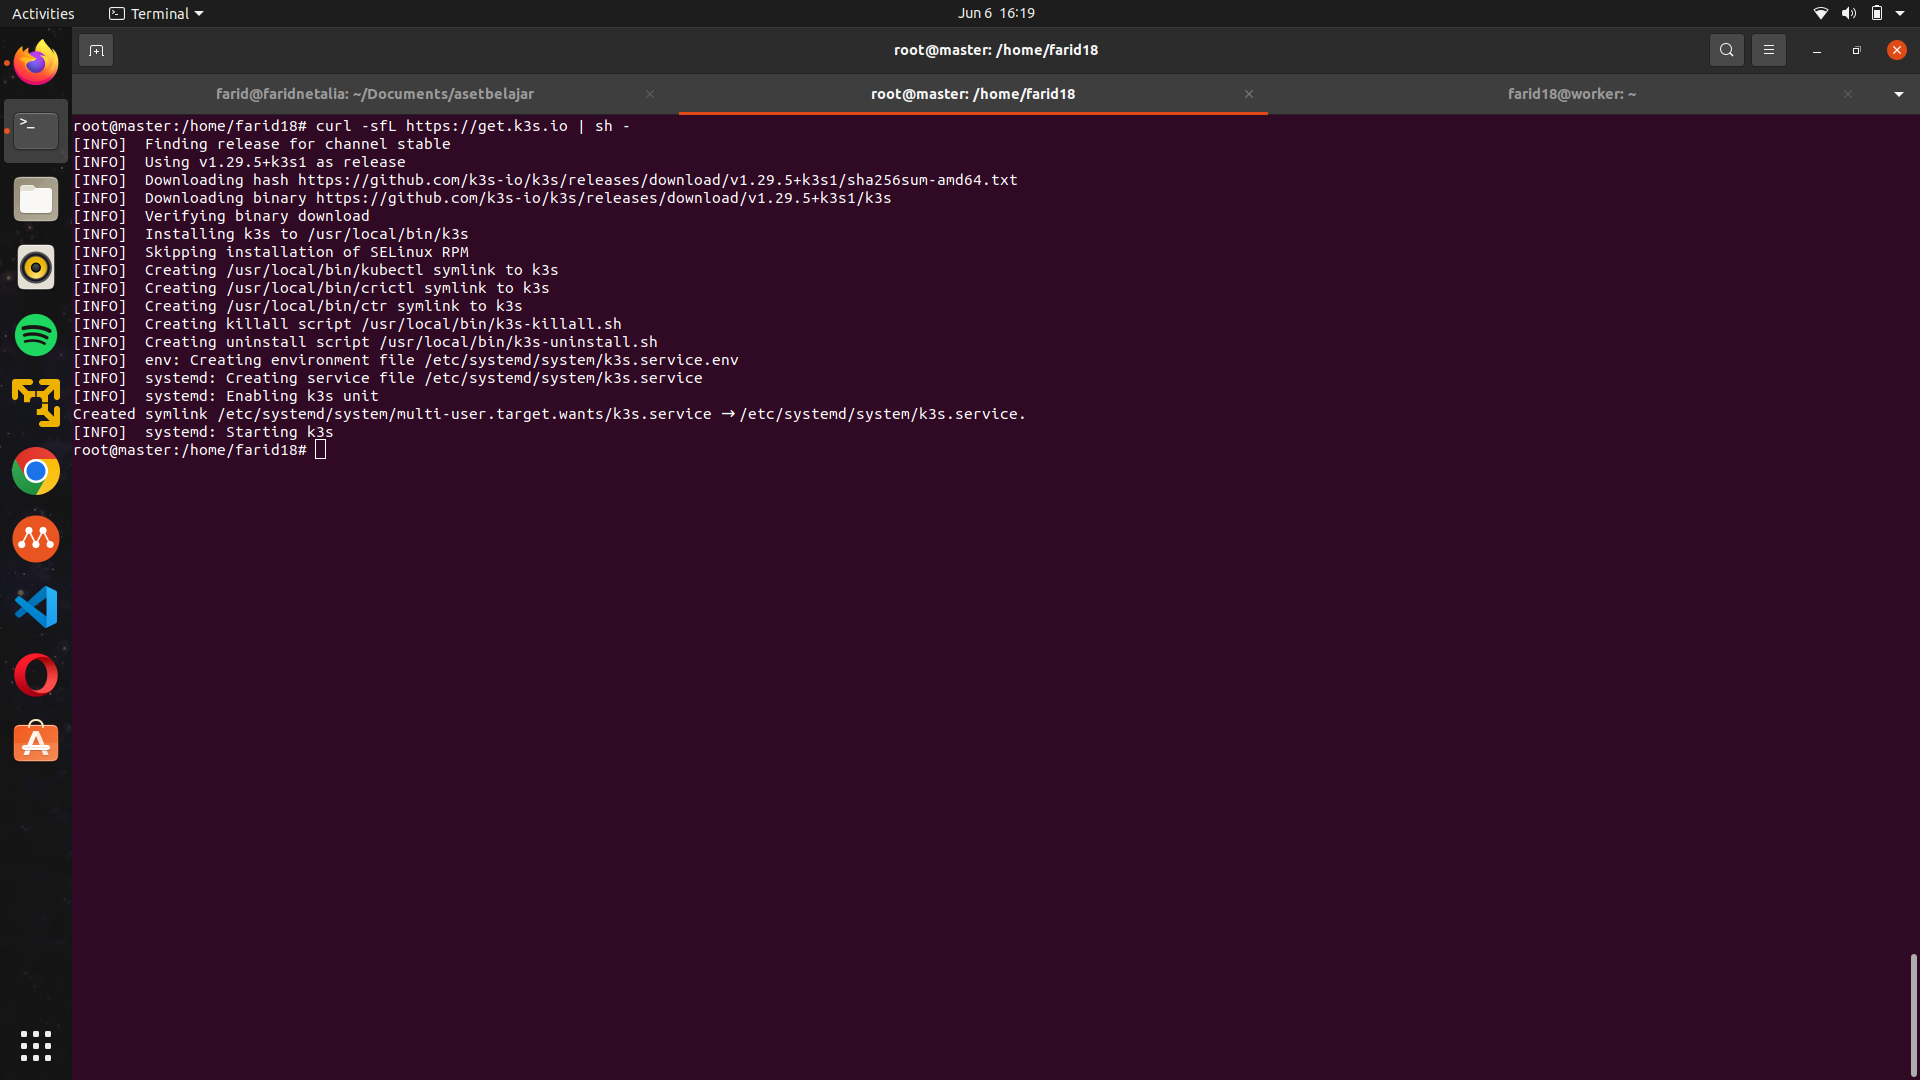 Activities Terminal Jun 6 16:19
root@master: /home/farid18
farid@faridnetalia: ~/Documents/asetbelajar root@master: /home/farid18 farid18@worker: ~
root@master:/home/farid18# curl -sfL https://get.k3s.io | sh -
[INFO]  Finding release for channel stable
[INFO]  Using v1.29.5+k3s1 as release
[INFO]  Downloading hash https://github.com/k3s-io/k3s/releases/download/v1.29.5+k3s1/sha256sum-amd64.txt
[INFO]  Downloading binary https://github.com/k3s-io/k3s/releases/download/v1.29.5+k3s1/k3s
[INFO]  Verifying binary download
[INFO]  Installing k3s to /usr/local/bin/k3s
[INFO]  Skipping installation of SELinux RPM
[INFO]  Creating /usr/local/bin/kubectl symlink to k3s
[INFO]  Creating /usr/local/bin/crictl symlink to k3s
[INFO]  Creating /usr/local/bin/ctr symlink to k3s
[INFO]  Creating killall script /usr/local/bin/k3s-killall.sh
[INFO]  Creating uninstall script /usr/local/bin/k3s-uninstall.sh
[INFO]  env: Creating environment file /etc/systemd/system/k3s.service.env
[INFO]  systemd: Creating service file /etc/systemd/system/k3s.service
[INFO]  systemd: Enabling k3s unit
Created symlink /etc/systemd/system/multi-user.target.wants/k3s.service → /etc/systemd/system/k3s.service.
[INFO]  systemd: Starting k3s
root@master:/home/farid18#